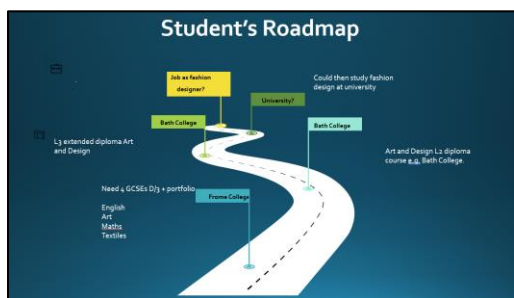 Student's Roadmap
Job as fashion
designer?
Could then study fashion
design at university
University?
Bath College
Bath College
L3 extended diploma Art
and Design
Art and Design L2 diploma
course e.g. Bath College.
Need 4 GCSEs D/3 + portfolio
Frome College
English
Art
Maths
Textiles